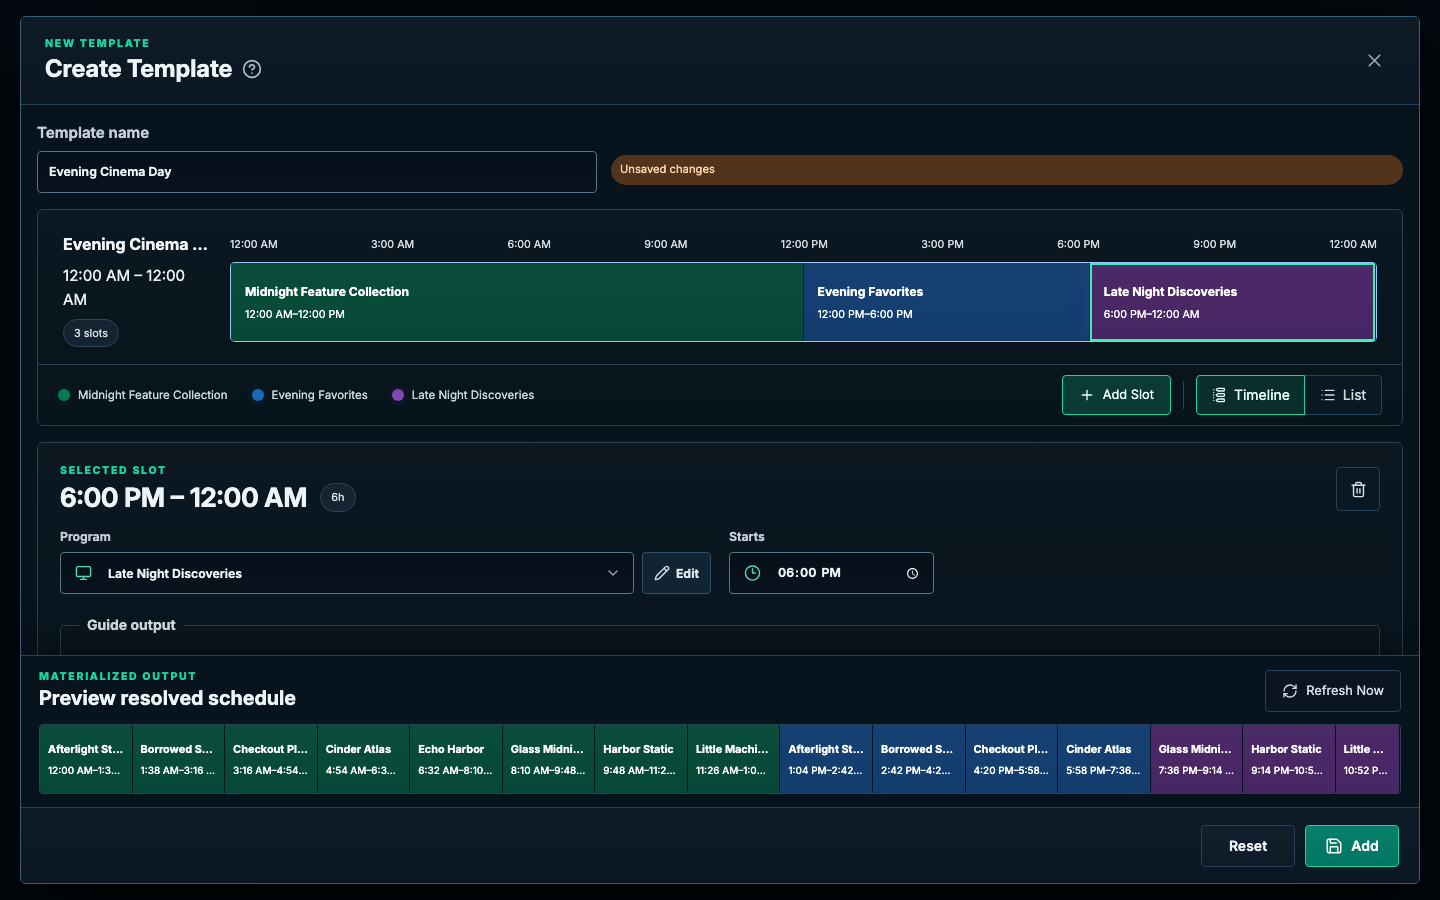 NEW TEMPLATE
Create Template
Template name
Evening Cinema Day
Unsaved changes
Evening Cinema ...
12:00 AM – 12:00
AM
3 slots
12:00 AM 3:00 AM 6:00 AM 9:00 AM 12:00 PM 3:00 PM 6:00 PM 9:00 PM 12:00 AM
Midnight Feature Collection
12:00 AM–12:00 PM
Evening Favorites
12:00 PM–6:00 PM
Late Night Discoveries
6:00 PM–12:00 AM
Midnight Feature Collection Evening Favorites Late Night Discoveries
Add Slot
Timeline
List
SELECTED SLOT
6:00 PM – 12:00 AM
6h
Program
Late Night Discoveries
Edit
Starts
06:00 PM
Guide output
MATERIALIZED OUTPUT
Preview resolved schedule
Refresh Now
Afterlight St...
12:00 AM–1:3...
Borrowed S...
1:38 AM–3:16 ...
Checkout Pl...
3:16 AM–4:54...
Cinder Atlas
4:54 AM–6:3...
Echo Harbor
6:32 AM–8:10...
Glass Midni...
8:10 AM–9:48...
Harbor Static
9:48 AM–11:2...
Little Machi...
11:26 AM–1:0...
Afterlight St...
1:04 PM–2:42...
Borrowed S...
2:42 PM–4:2...
Checkout Pl...
4:20 PM–5:58...
Cinder Atlas
5:58 PM–7:36...
Glass Midni...
7:36 PM–9:14 ...
Harbor Static
9:14 PM–10:5...
Little ...
10:52 P...
Reset
Add